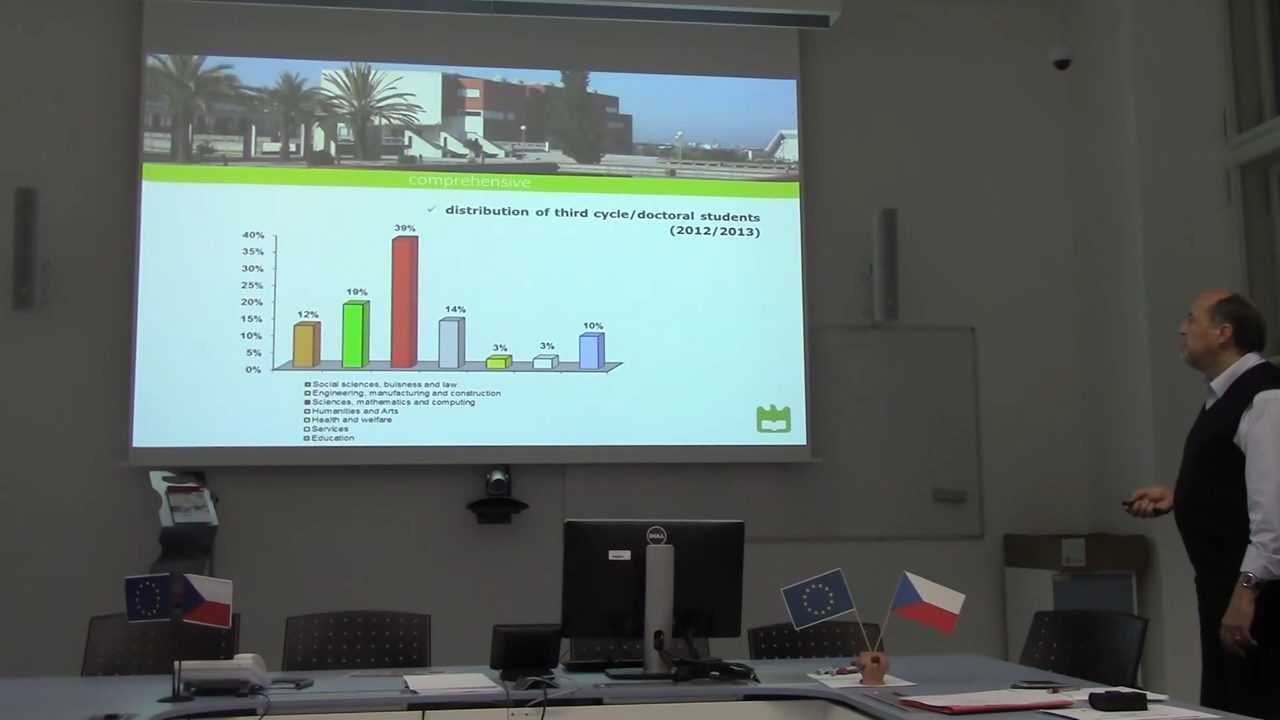 comprehensive
✓ distribution of third cycle/doctoral students
(2012/2013)
40%
35%
30%
25%
20%
15%
10%
5%
0%
12%
19%
39%
14%
3%
3%
10%
Social sciences, buisness and law
Engineering, manufacturing and construction
Sciences, mathematics and computing
Humanities and Arts
Health and welfare
Services
Education
DELL